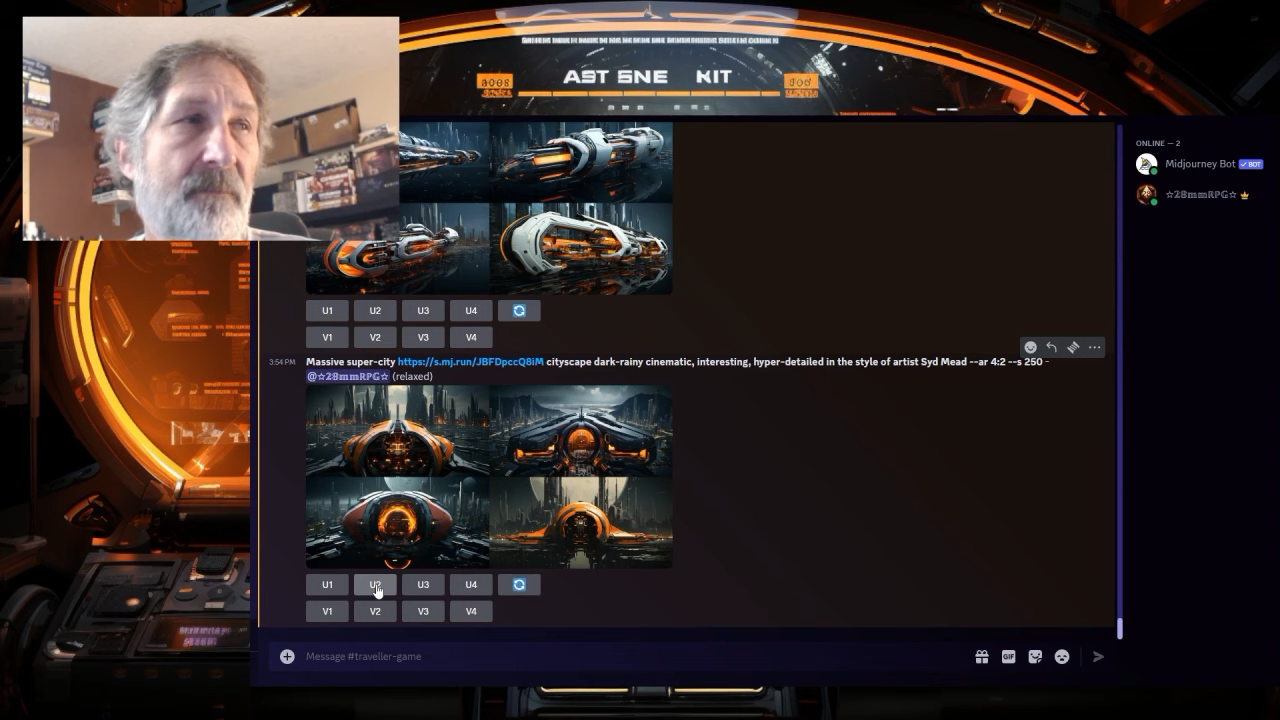 AST SNE KIT
ONLINE — 2
Midjourney Bot ✓ BOT
☆28mmRPG☆
U1 U2 U3 U4
V1 V2 V3 V4
3:54 PM Massive super-city https://s.mj.run/JBFDpccQ8iM cityscape dark-rainy cinematic, interesting, hyper-detailed in the style of artist Syd Mead --ar 4:2 --s 250 -
@☆28mmRPG☆ (relaxed)
U1 U2 U3 U4
V1 V2 V3 V4
Message #traveller-game
GIF